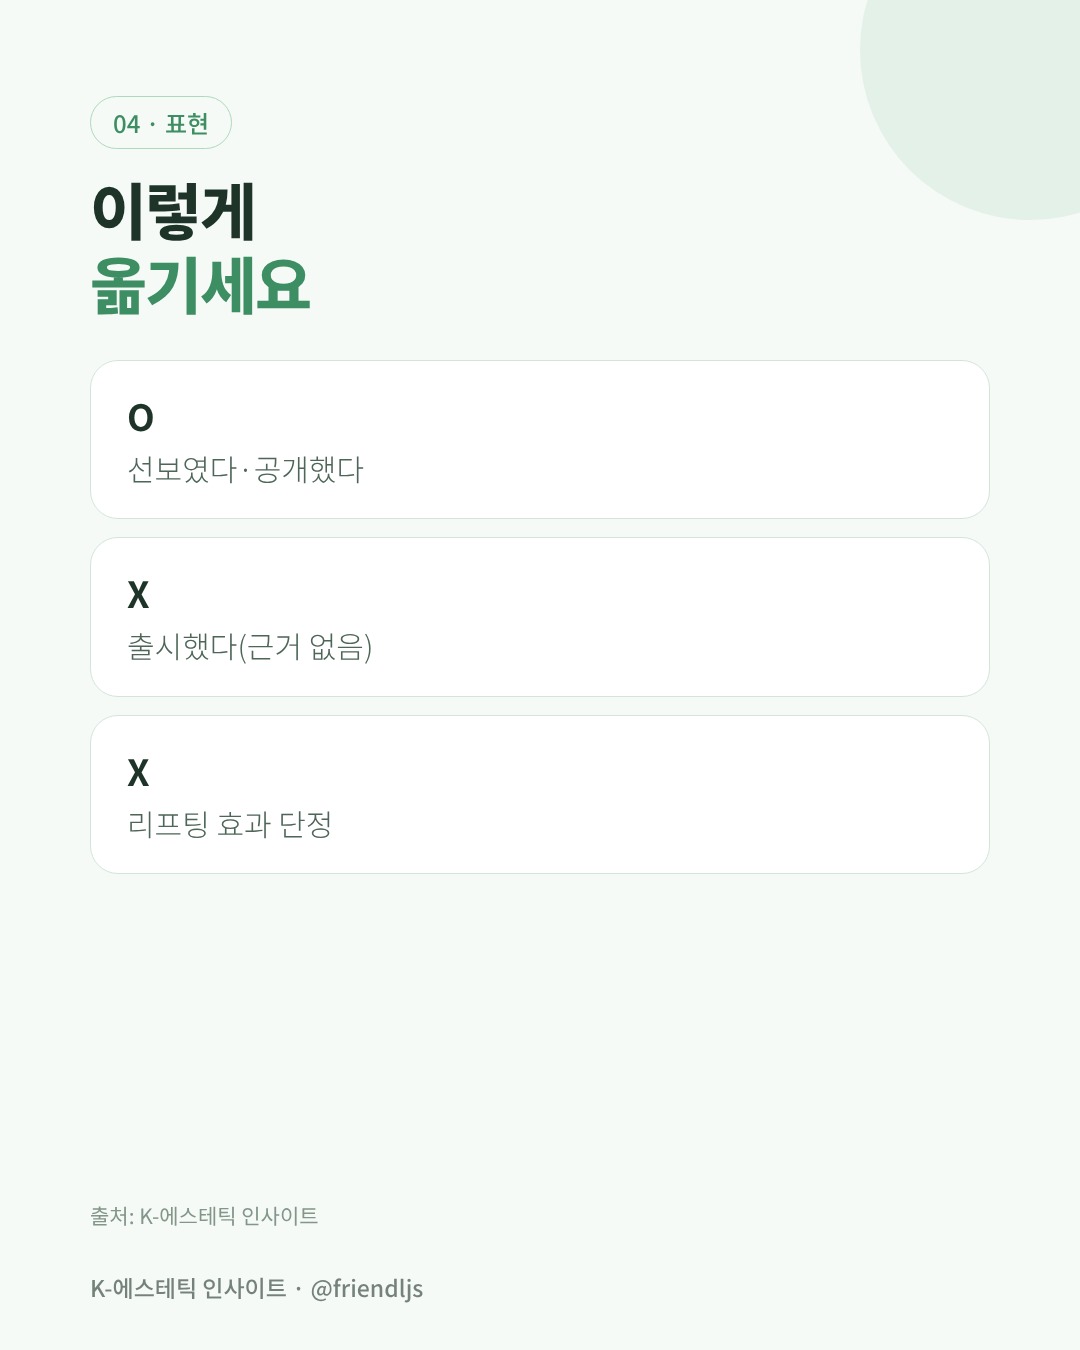 04 · 표현
이렇게
옮기세요
O
선보였다·공개했다
X
출시했다(근거 없음)
X
리프팅 효과 단정
출처: K-에스테틱 인사이트
K-에스테틱 인사이트 · @friendljs